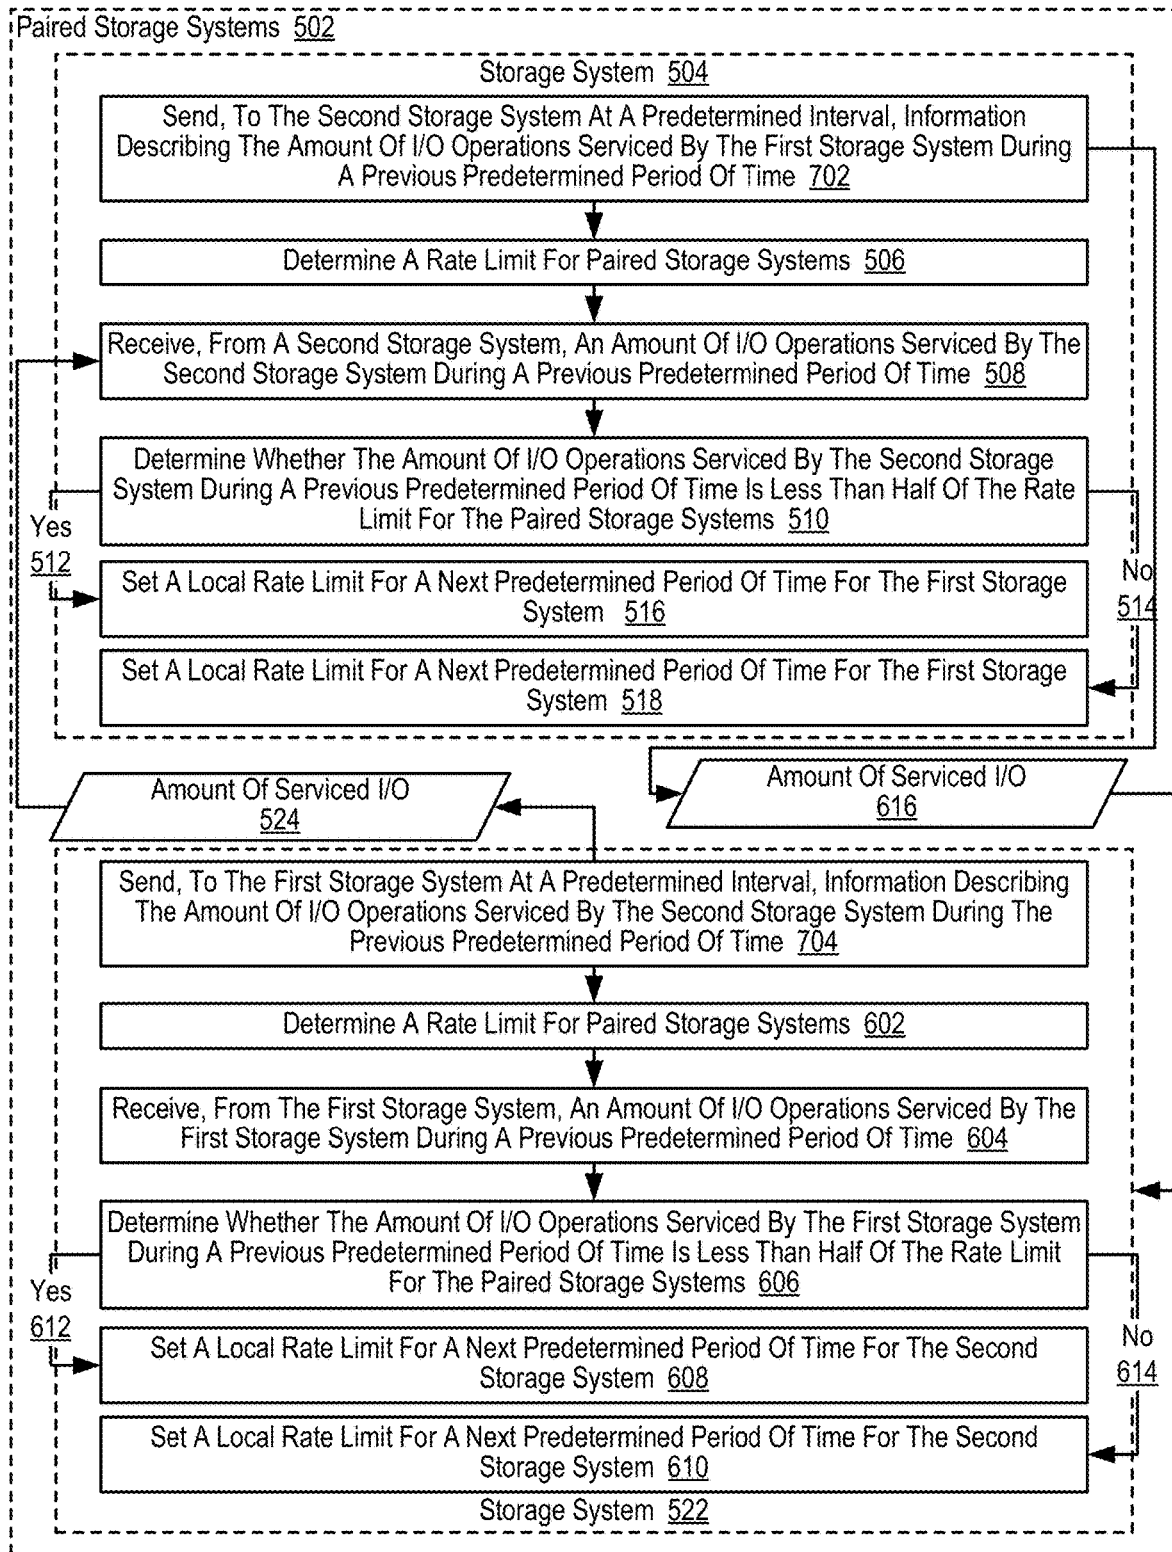 Paired Storage Systems 502
Storage System 504
Send, To The Second Storage System At A Predetermined Interval, Information
Describing The Amount Of I/O Operations Serviced By The First Storage System During
A Previous Predetermined Period Of Time 702
Determine A Rate Limit For Paired Storage Systems 506
Receive, From A Second Storage System, An Amount Of I/O Operations Serviced By The
Second Storage System During A Previous Predetermined Period Of Time 508
Determine Whether The Amount Of I/O Operations Serviced By The Second Storage
System During A Previous Predetermined Period Of Time Is Less Than Half Of The Rate
Limit For The Paired Storage Systems 510
Yes
512
No
514
Set A Local Rate Limit For A Next Predetermined Period Of Time For The First Storage
System 516
Set A Local Rate Limit For A Next Predetermined Period Of Time For The First Storage
System 518
Amount Of Serviced I/O
524
Amount Of Serviced I/O
616
Send, To The First Storage System At A Predetermined Interval, Information Describing
The Amount Of I/O Operations Serviced By The Second Storage System During The
Previous Predetermined Period Of Time 704
Determine A Rate Limit For Paired Storage Systems 602
Receive, From The First Storage System, An Amount Of I/O Operations Serviced By The
First Storage System During A Previous Predetermined Period Of Time 604
Determine Whether The Amount Of I/O Operations Serviced By The First Storage System
During A Previous Predetermined Period Of Time Is Less Than Half Of The Rate Limit
For The Paired Storage Systems 606
Yes
612
No
614
Set A Local Rate Limit For A Next Predetermined Period Of Time For The Second
Storage System 608
Set A Local Rate Limit For A Next Predetermined Period Of Time For The Second
Storage System 610
Storage System 522